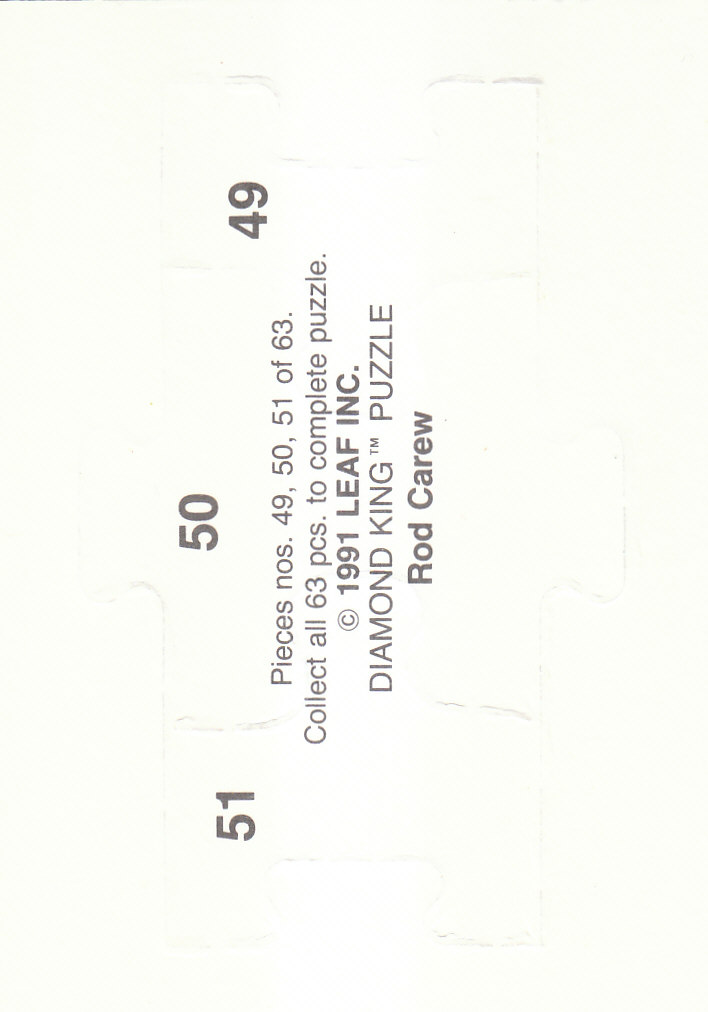 51
50
49
Pieces nos. 49, 50, 51 of 63.
Collect all 63 pcs. to complete puzzle.
© 1991 LEAF INC.
DIAMOND KING™ PUZZLE
Rod Carew